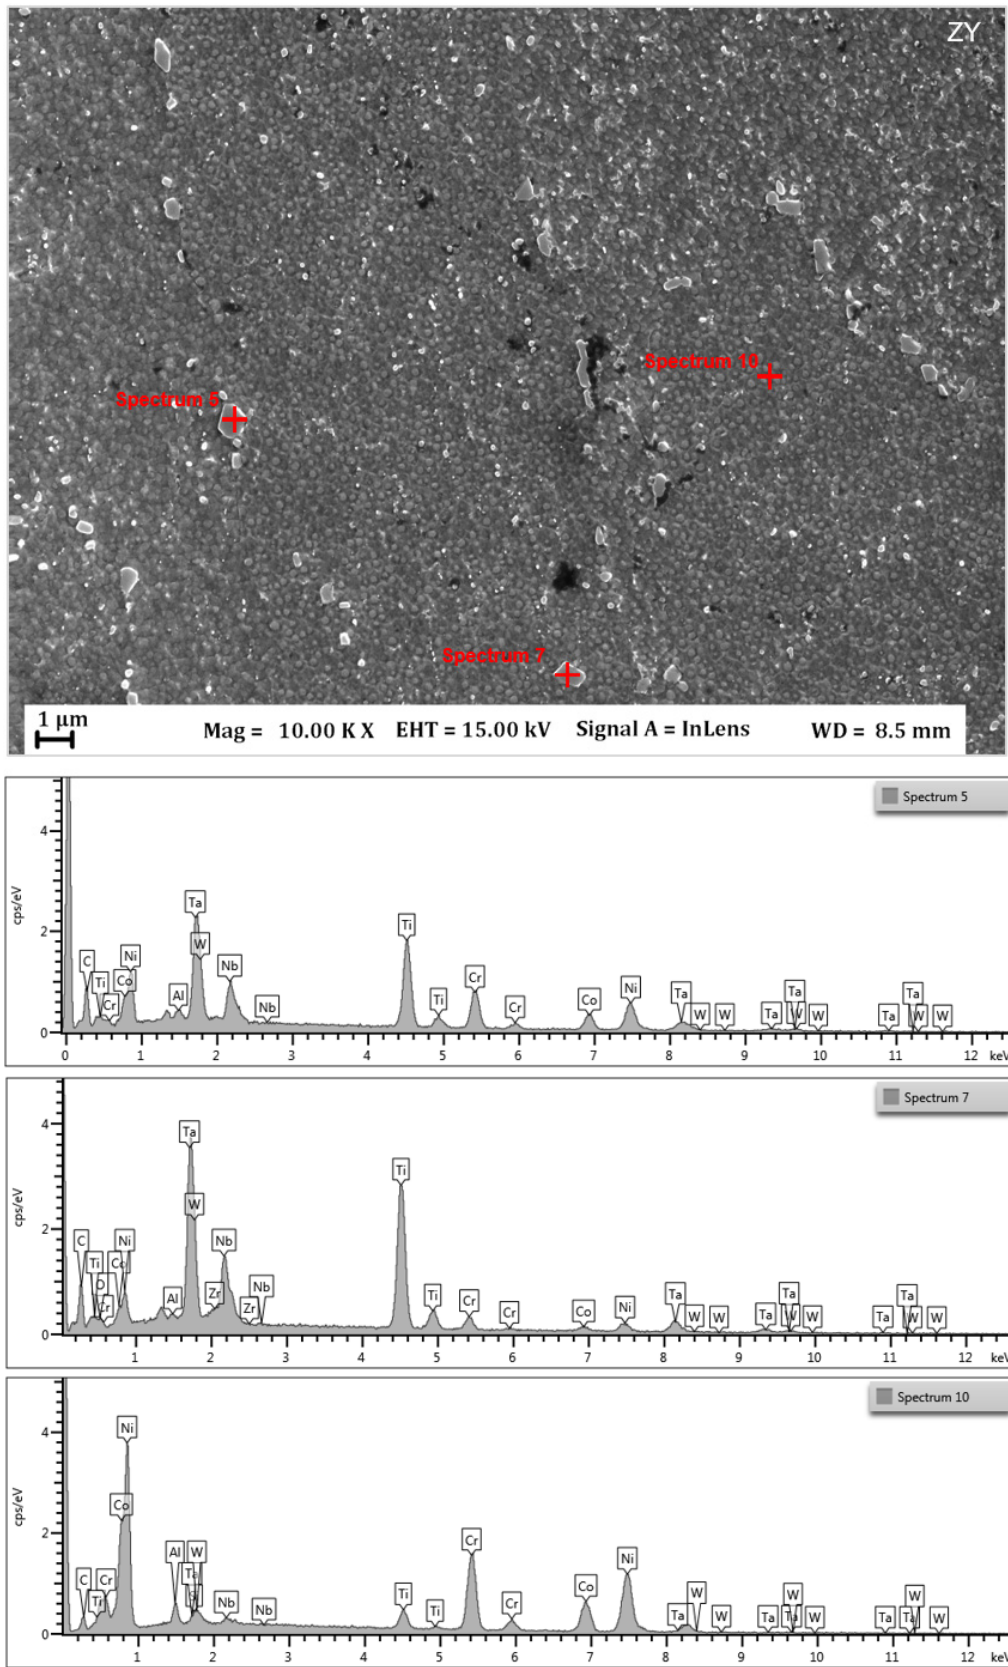 ZY
Spectrum 10
Spectrum 5
Spectrum 7
1 µm
Mag = 10.00 K X EHT = 15.00 kV Signal A = InLens WD = 8.5 mm
Spectrum 5
cps/eV
4
2
0
C Ti Cr Co Ni Al Ta W Nb Nb Ti Ti Cr Cr Co Ni Ta W W Ta Ta W W Ta Ta W W
0 1 2 3 4 5 6 7 8 9 10 11 12 keV
Spectrum 7
cps/eV
4
2
0
C Ti O Cr Co Ni Al Ta W Zr Nb Zr Nb Ti Ti Cr Cr Co Ni Ta W W Ta Ta W W Ta Ta W W
1 2 3 4 5 6 7 8 9 10 11 12 keV
Spectrum 10
cps/eV
4
2
0
C Ti Cr Co Ni Al Ta W Nb Nb Ti Ti Cr Cr Co Ni Ta W W Ta W Ta W Ta Ta W W
1 2 3 4 5 6 7 8 9 10 11 12 keV